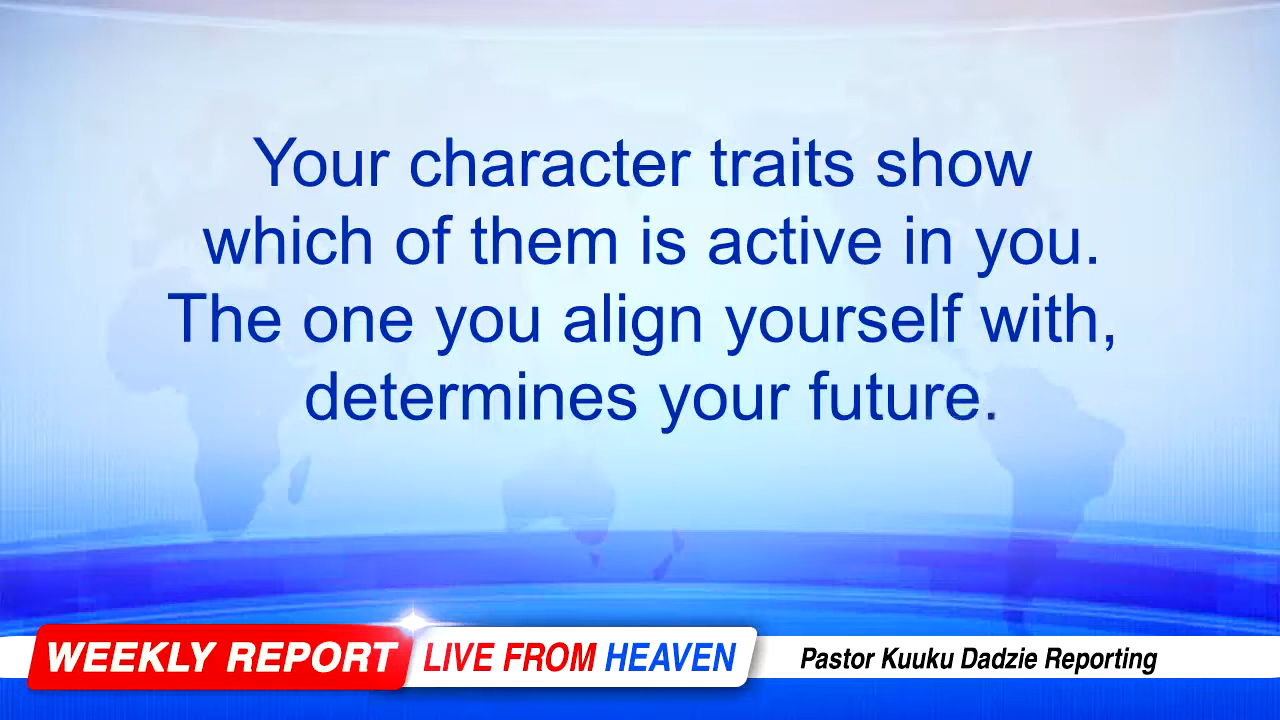 Your character traits show
which of them is active in you.
The one you align yourself with,
determines your future.
WEEKLY REPORT LIVE FROM HEAVEN Pastor Kuuku Dadzie Reporting